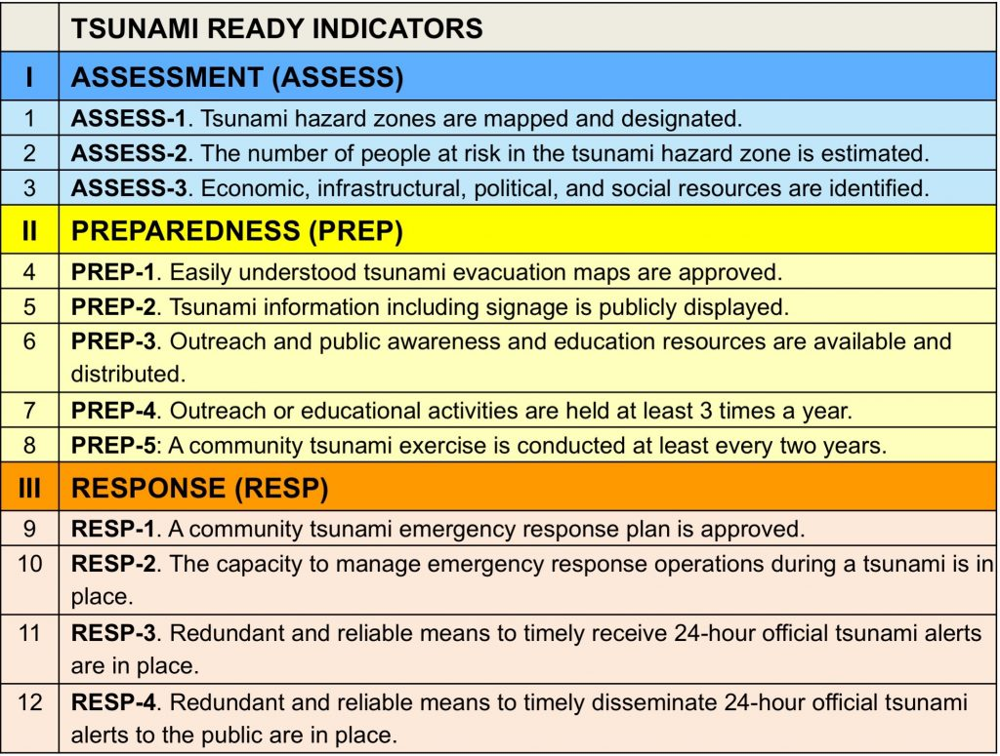 TSUNAMI READY INDICATORS
I ASSESSMENT (ASSESS)
1 ASSESS-1. Tsunami hazard zones are mapped and designated.
2 ASSESS-2. The number of people at risk in the tsunami hazard zone is estimated.
3 ASSESS-3. Economic, infrastructural, political, and social resources are identified.
II PREPAREDNESS (PREP)
4 PREP-1. Easily understood tsunami evacuation maps are approved.
5 PREP-2. Tsunami information including signage is publicly displayed.
6 PREP-3. Outreach and public awareness and education resources are available and
distributed.
7 PREP-4. Outreach or educational activities are held at least 3 times a year.
8 PREP-5: A community tsunami exercise is conducted at least every two years.
III RESPONSE (RESP)
9 RESP-1. A community tsunami emergency response plan is approved.
10 RESP-2. The capacity to manage emergency response operations during a tsunami is in
place.
11 RESP-3. Redundant and reliable means to timely receive 24-hour official tsunami alerts
are in place.
12 RESP-4. Redundant and reliable means to timely disseminate 24-hour official tsunami
alerts to the public are in place.